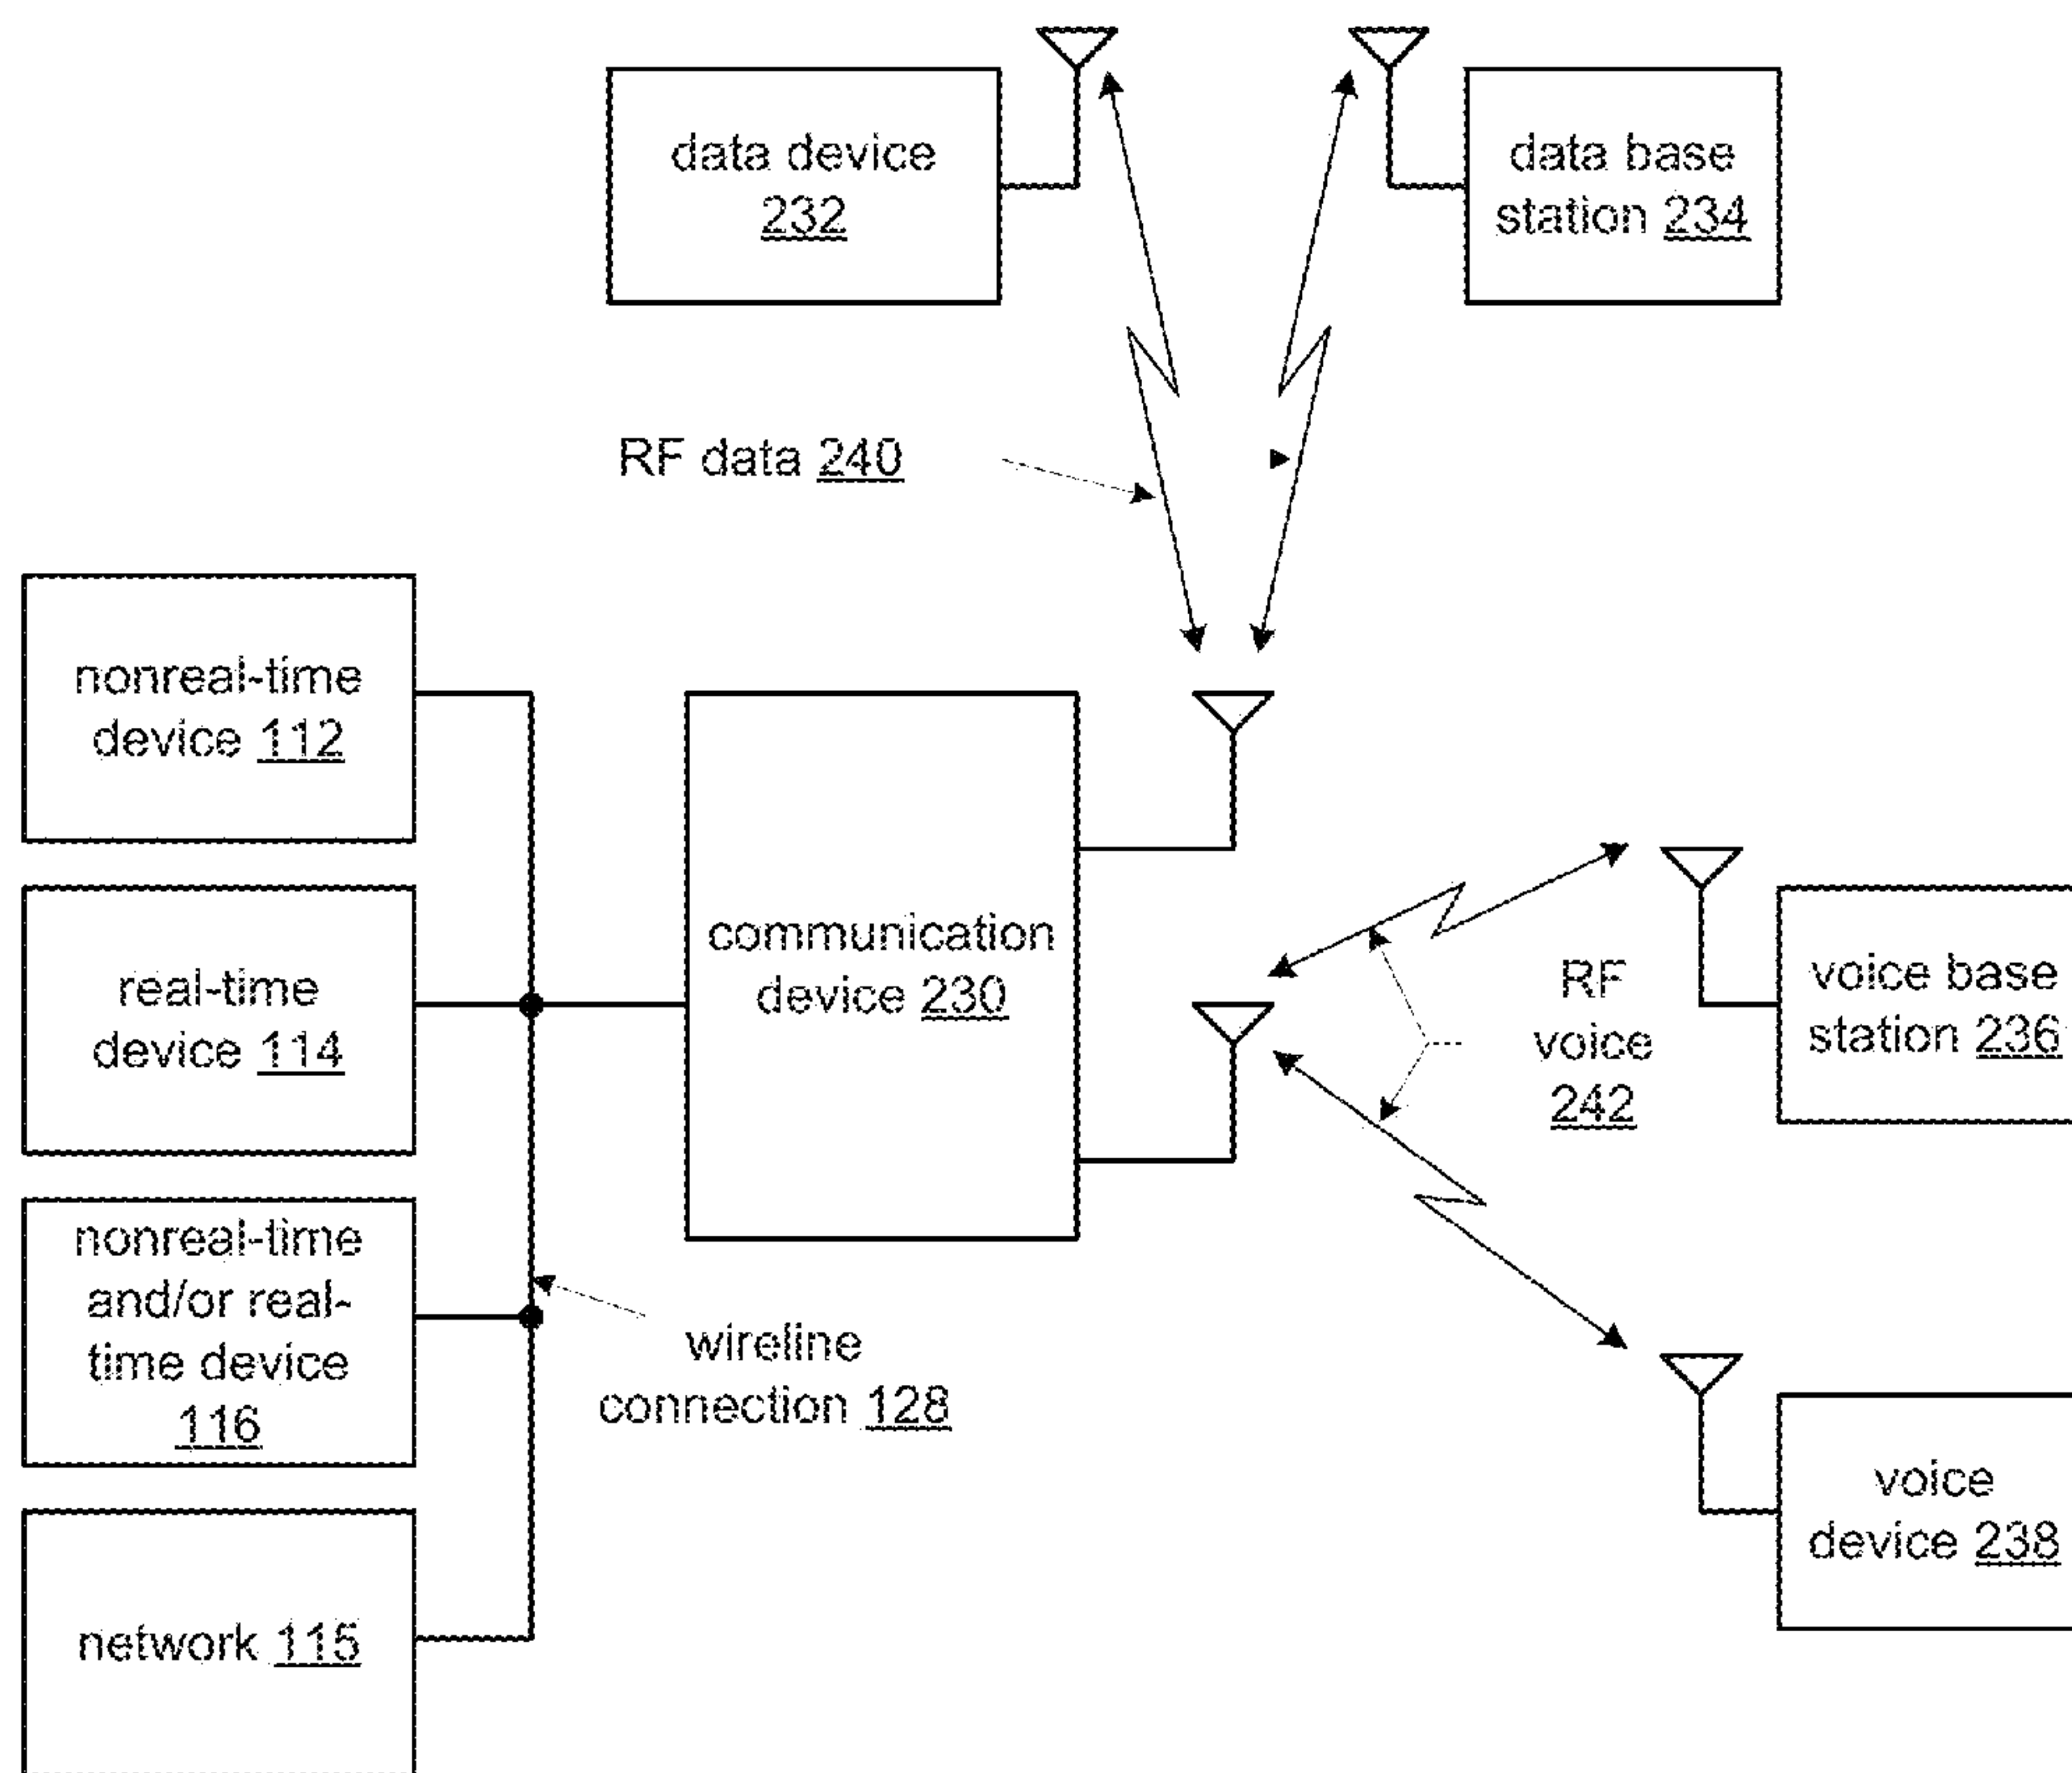 data device
232
data base
station 234
RF data 240
nonreal-time
device 112
real-time
device 114
nonreal-time
and/or real-
time device
116
network 115
wireline
connection 128
communication
device 230
RF
voice
242
voice base
station 236
voice
device 238